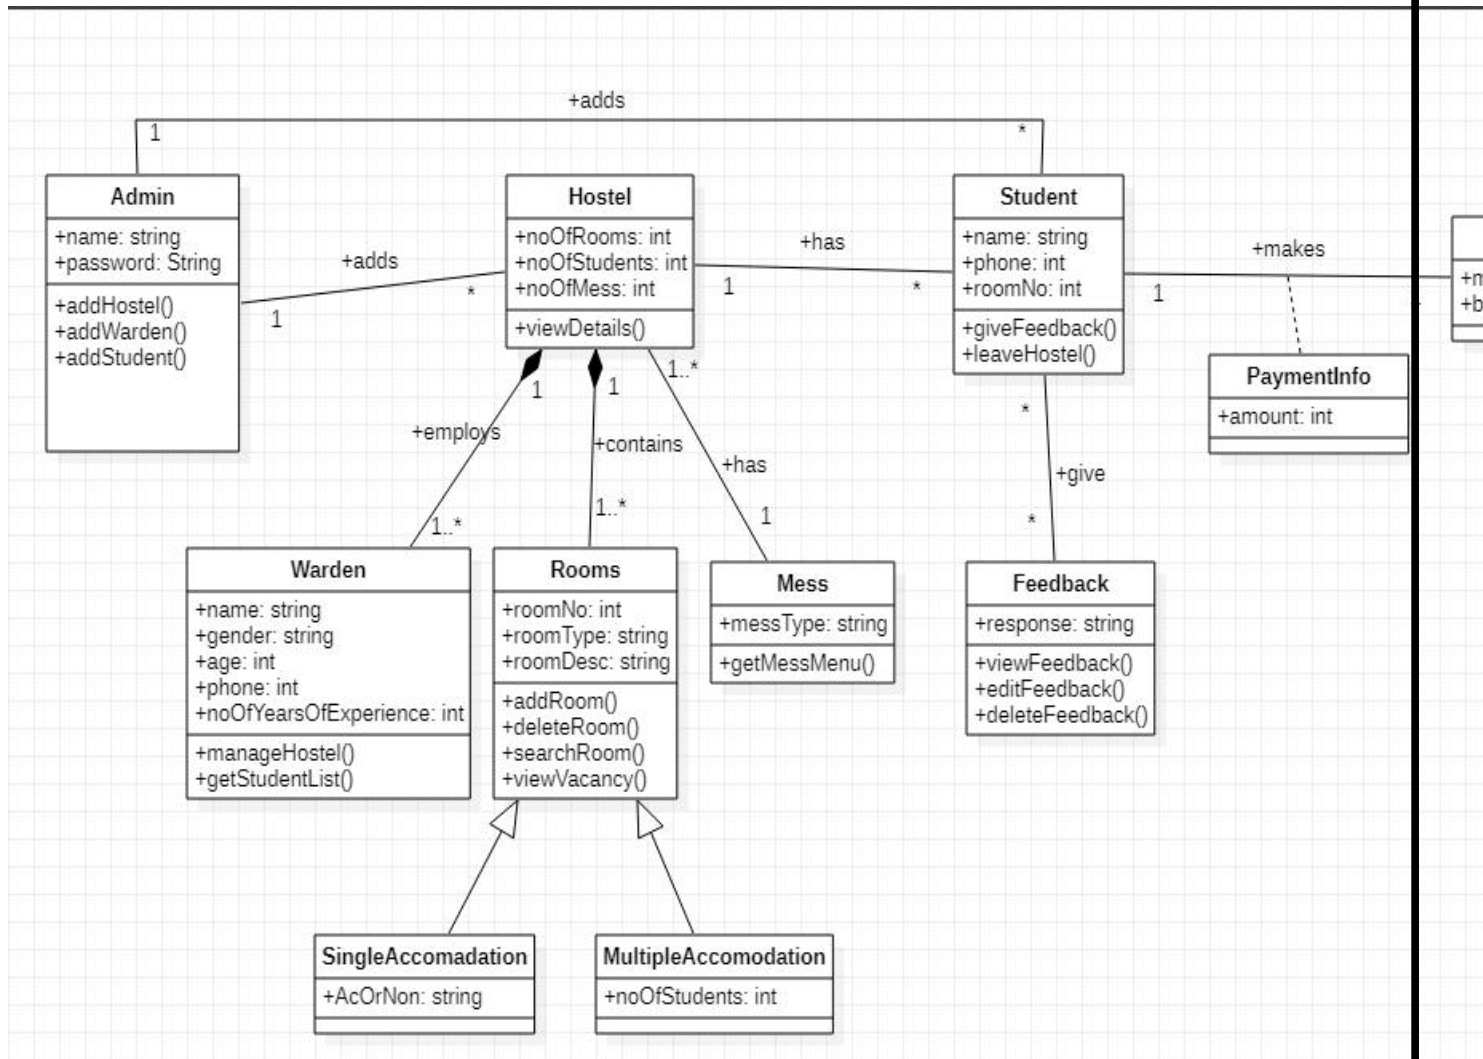 +adds
1
*
Admin
+name: string
+password: String
+addHostel()
+addWarden()
+addStudent()
+adds
1
*
Hostel
+noOfRooms: int
+noOfStudents: int
+noOfMess: int
+viewDetails()
+has
1
*
Student
+name: string
+phone: int
+roomNo: int
+giveFeedback()
+leaveHostel()
+makes
1
+m
+b
PaymentInfo
+amount: int
1
+employs
1..*
1
+contains
1..*
1..*
+has
1
*
+give
*
Warden
+name: string
+gender: string
+age: int
+phone: int
+noOfYearsOfExperience: int
+manageHostel()
+getStudentList()
Rooms
+roomNo: int
+roomType: string
+roomDesc: string
+addRoom()
+deleteRoom()
+searchRoom()
+viewVacancy()
Mess
+messType: string
+getMessMenu()
Feedback
+response: string
+viewFeedback()
+editFeedback()
+deleteFeedback()
SingleAccomadation
+AcOrNon: string
MultipleAccomodation
+noOfStudents: int